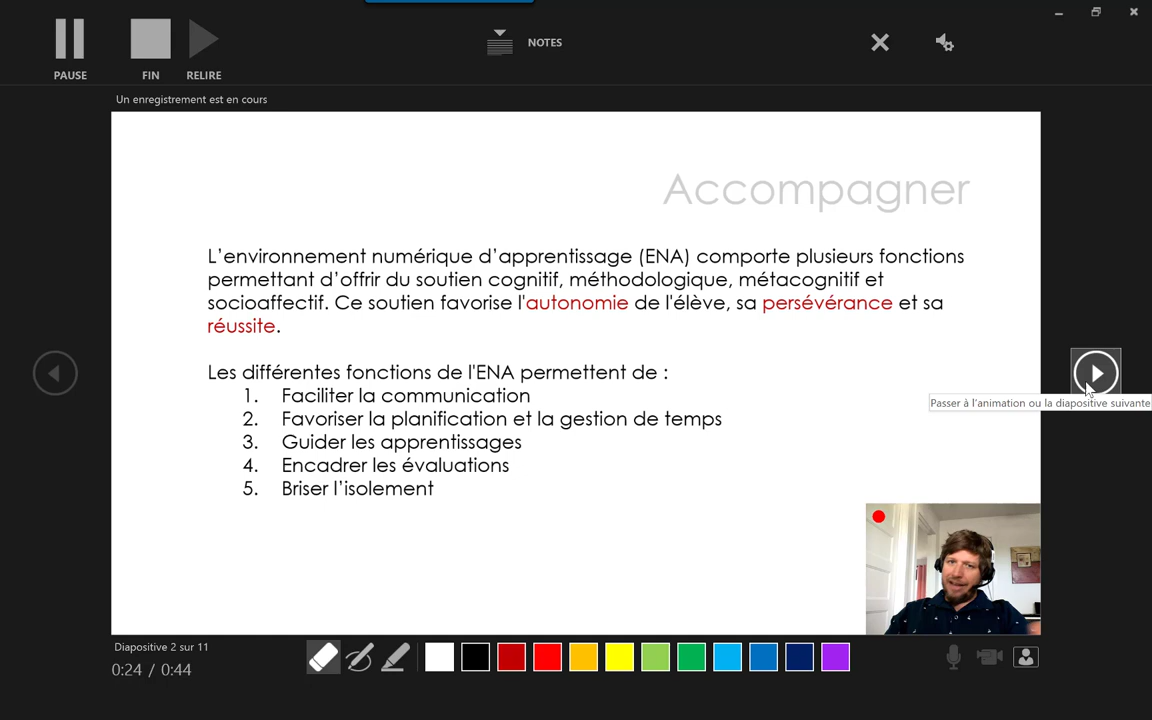 PAUSE
FIN
RELIRE
NOTES
Un enregistrement est en cours
Accompagner
L’environnement numérique d’apprentissage (ENA) comporte plusieurs fonctions
permettant d’offrir du soutien cognitif, méthodologique, métacognitif et
socioaffectif. Ce soutien favorise l'autonomie de l'élève, sa persévérance et sa
réussite.
Les différentes fonctions de l'ENA permettent de :
1. Faciliter la communication
2. Favoriser la planification et la gestion de temps
3. Guider les apprentissages
4. Encadrer les évaluations
5. Briser l’isolement
Passer à l’animation ou la diapositive suivante
Diapositive 2 sur 11
0:24 / 0:44